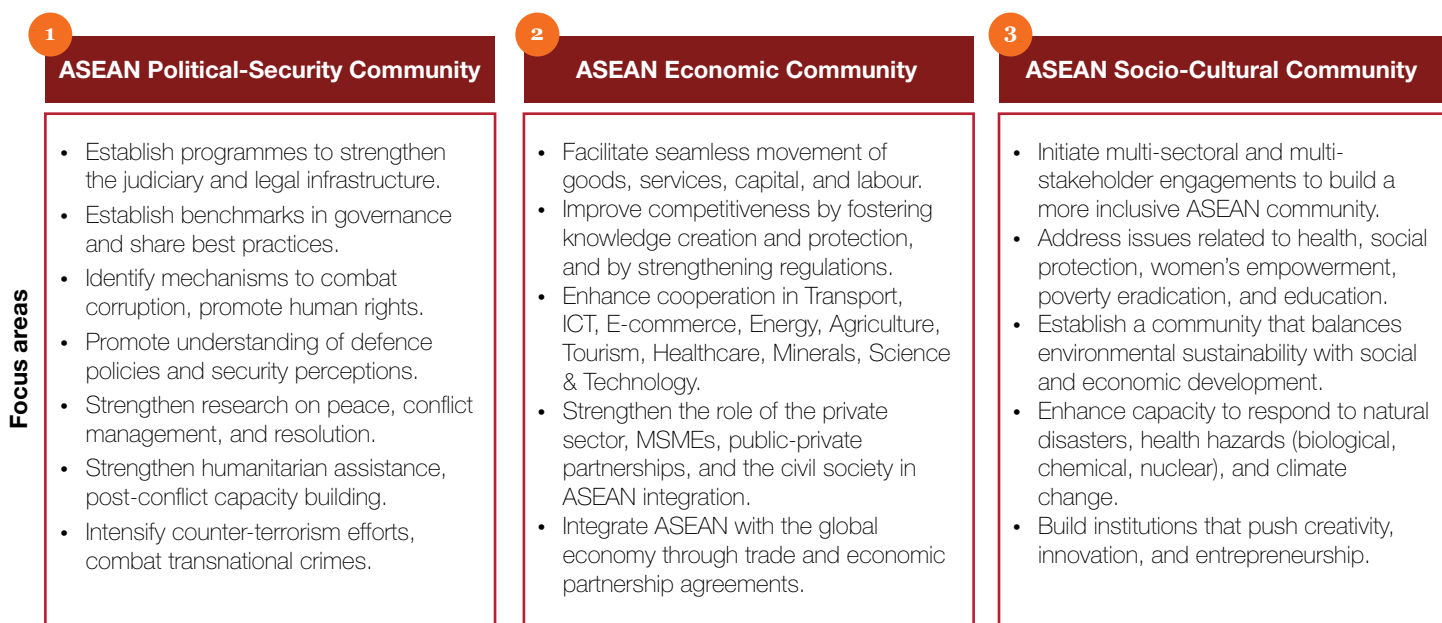 Focus areas
1
ASEAN Political-Security Community
• Establish programmes to strengthen
the judiciary and legal infrastructure.
• Establish benchmarks in governance
and share best practices.
• Identify mechanisms to combat
corruption, promote human rights.
• Promote understanding of defence
policies and security perceptions.
• Strengthen research on peace, conflict
management, and resolution.
• Strengthen humanitarian assistance,
post-conflict capacity building.
• Intensify counter-terrorism efforts,
combat transnational crimes.
2
ASEAN Economic Community
• Facilitate seamless movement of
goods, services, capital, and labour.
• Improve competitiveness by fostering
knowledge creation and protection,
and by strengthening regulations.
• Enhance cooperation in Transport,
ICT, E-commerce, Energy, Agriculture,
Tourism, Healthcare, Minerals, Science
& Technology.
• Strengthen the role of the private
sector, MSMEs, public-private
partnerships, and the civil society in
ASEAN integration.
• Integrate ASEAN with the global
economy through trade and economic
partnership agreements.
3
ASEAN Socio-Cultural Community
• Initiate multi-sectoral and multi-
stakeholder engagements to build a
more inclusive ASEAN community.
• Address issues related to health, social
protection, women’s empowerment,
poverty eradication, and education.
• Establish a community that balances
environmental sustainability with social
and economic development.
• Enhance capacity to respond to natural
disasters, health hazards (biological,
chemical, nuclear), and climate
change.
• Build institutions that push creativity,
innovation, and entrepreneurship.